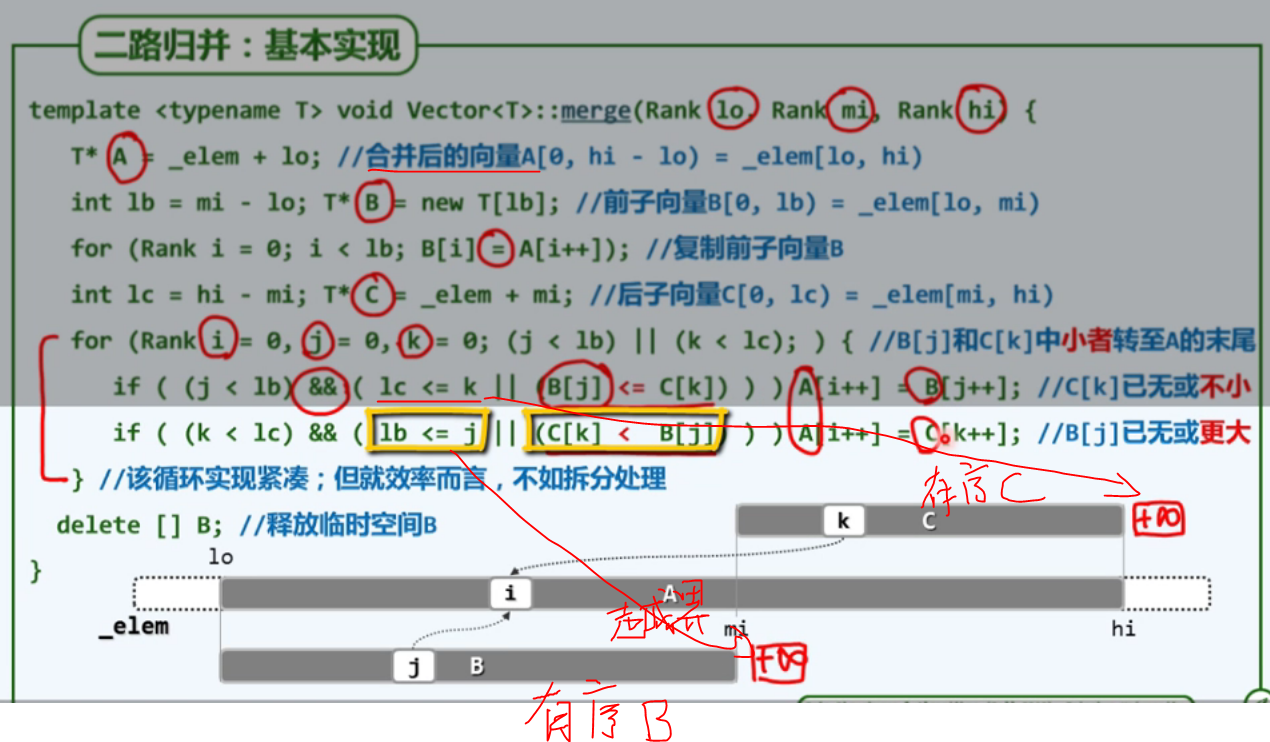 二路归并：基本实现
template <typename T> void Vector<T>::merge(Rank lo, Rank mi, Rank hi) {
T* A = _elem + lo; //合并后的向量A[0, hi - lo) = _elem[lo, hi)
int lb = mi - lo; T* B = new T[lb]; //前子向量B[0, lb) = _elem[lo, mi)
for (Rank i = 0; i < lb; B[i] = A[i++]); //复制前子向量B
int lc = hi - mi; T* C = _elem + mi; //后子向量C[0, lc) = _elem[mi, hi)
for (Rank i = 0, j = 0, k = 0; (j < lb) || (k < lc); ) { //B[j]和C[k]中小者转至A的末尾
if ( (j < lb) && ( lc <= k || (B[j] <= C[k]) ) ) A[i++] = B[j++]; //C[k]已无或不小
if ( (k < lc) && ( lb <= j || (C[k] < B[j]) ) ) A[i++] = C[k++]; //B[j]已无或更大
} //该循环实现紧凑；但就效率而言，不如拆分处理
有序C
delete [] B; //释放临时空间B
k C +∞
lo
}
i A
_elem mi hi
j B +∞
有序B